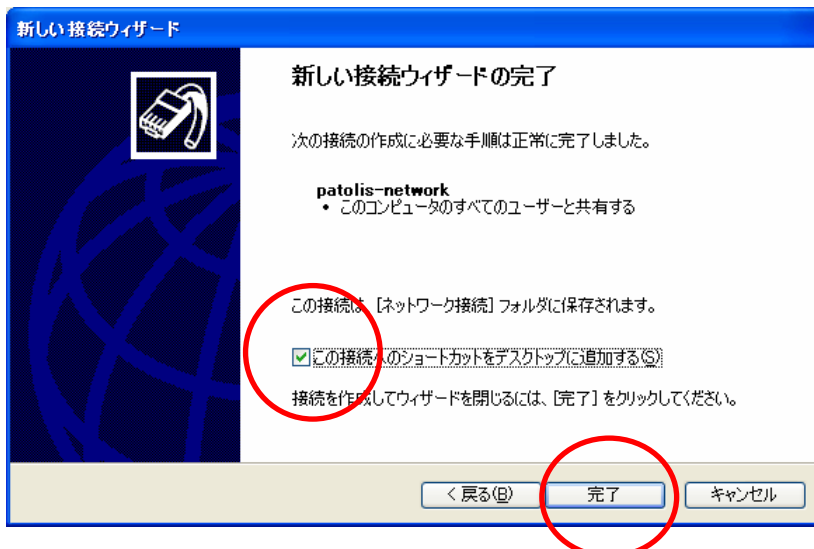 新しい接続ウィザード
新しい接続ウィザードの完了
次の接続の作成に必要な手順は正常に完了しました。
patolis-network
• このコンピュータのすべてのユーザーと共有する
この接続は、[ネットワーク接続] フォルダに保存されます。
この接続へのショートカットをデスクトップに追加する(S)
接続を作成してウィザードを閉じるには、[完了] をクリックしてください。
< 戻る(B) 完了 キャンセル